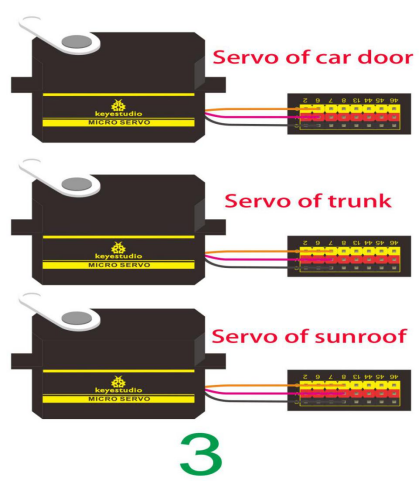 Servo of car door
2 6 7 8 13 44 45 46
keyestudio
MICRO SERVO
Servo of trunk
2 6 7 8 13 44 45 46
keyestudio
MICRO SERVO
Servo of sunroof
2 6 7 8 13 44 45 46
keyestudio
MICRO SERVO
3